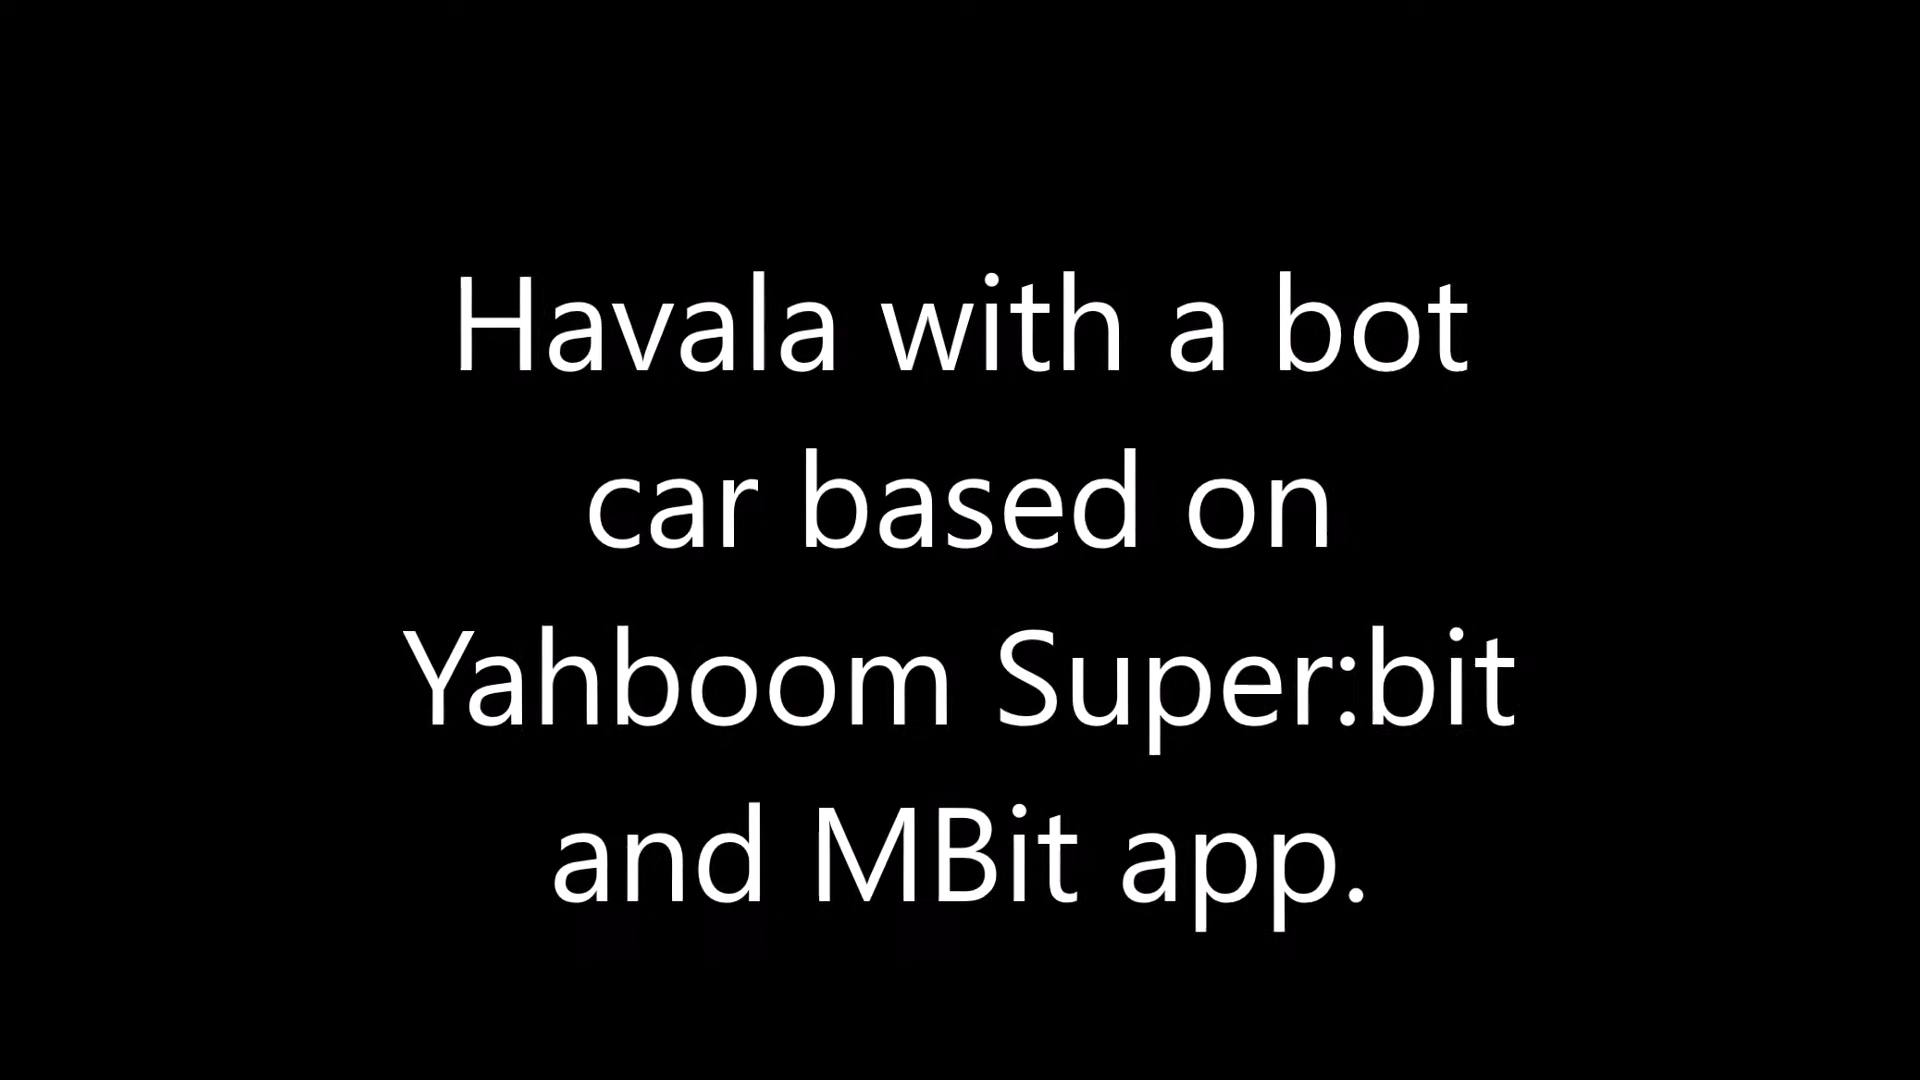 Havala with a bot
car based on
Yahboom Super:bit
and MBit app.